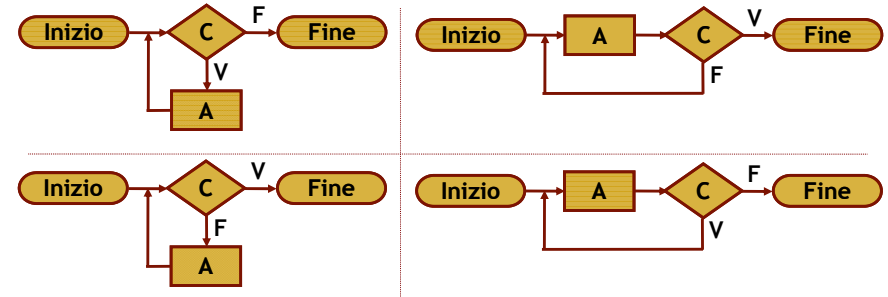 Inizio C F Fine
V
A
Inizio A C V Fine
F
Inizio C V Fine
F
A
Inizio A C F Fine
V